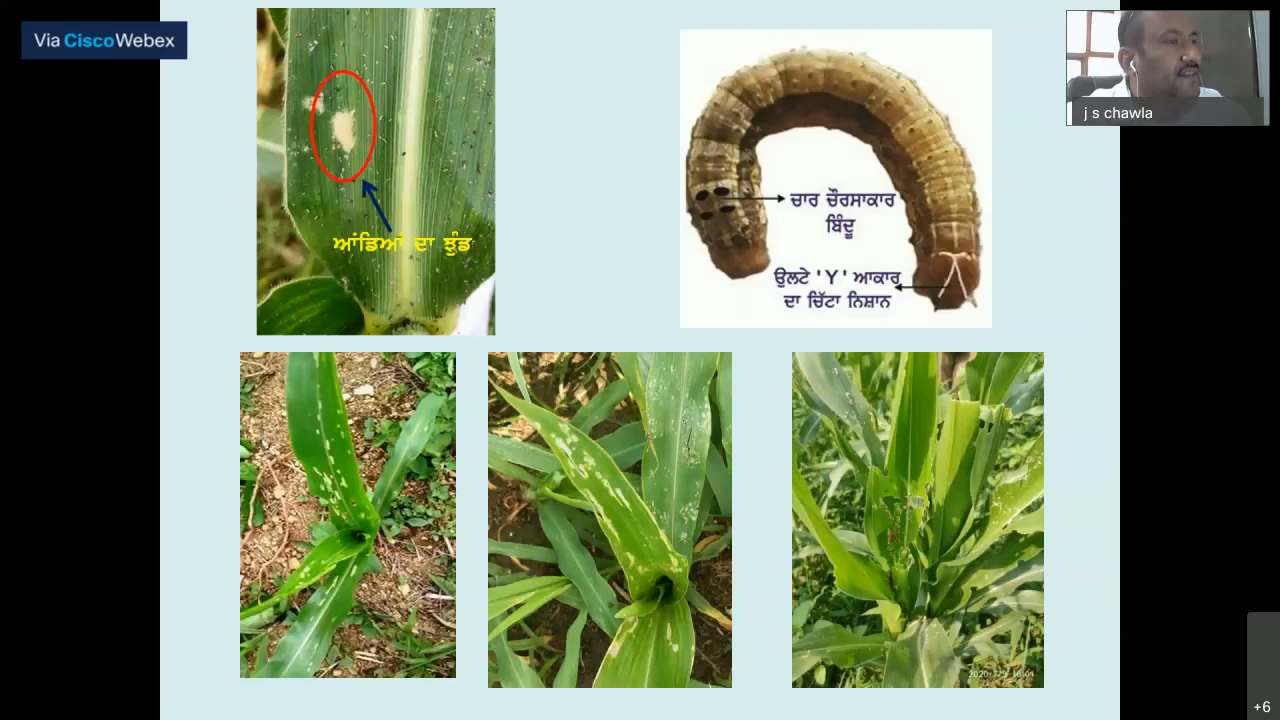 Via CiscoWebex
j s chawla
ਆਂਡਿਆਂ ਦਾ ਝੁੰਡ
ਚਾਰ ਚੌਰਸਾਕਾਰ
ਬਿੰਦੂ
ਉਲਟੇ 'Y' ਆਕਾਰ
ਦਾ ਚਿੱਟਾ ਨਿਸ਼ਾਨ
+6